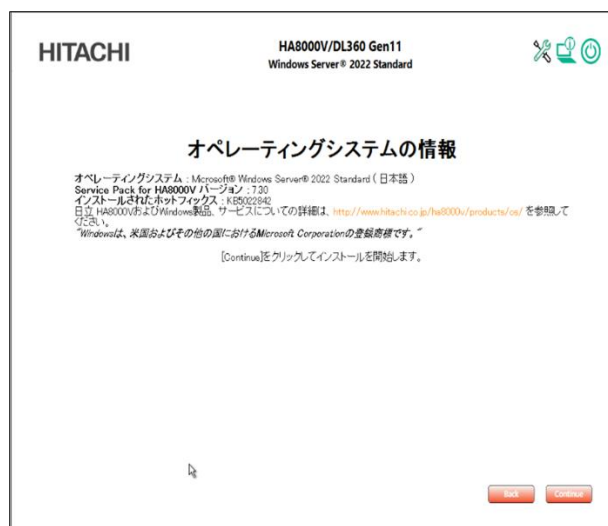 HITACHI
HA8000V/DL360 Gen11
Windows Server® 2022 Standard
オペレーティングシステムの情報
オペレーティングシステム : Microsoft® Windows Server® 2022 Standard ( 日本語 )
Service Pack for HA8000V バージョン : 7.30
インストールされたホットフィックス : KB5022842
日立 HA8000VおよびWindows製品、サービスについての詳細は、http://www.hitachi.co.jp/ha8000v/products/os/ を参照して
ください。
"Windowsは、米国およびその他の国におけるMicrosoft Corporationの登録商標です。"
[Continue]をクリックしてインストールを開始します。
Back
Continue